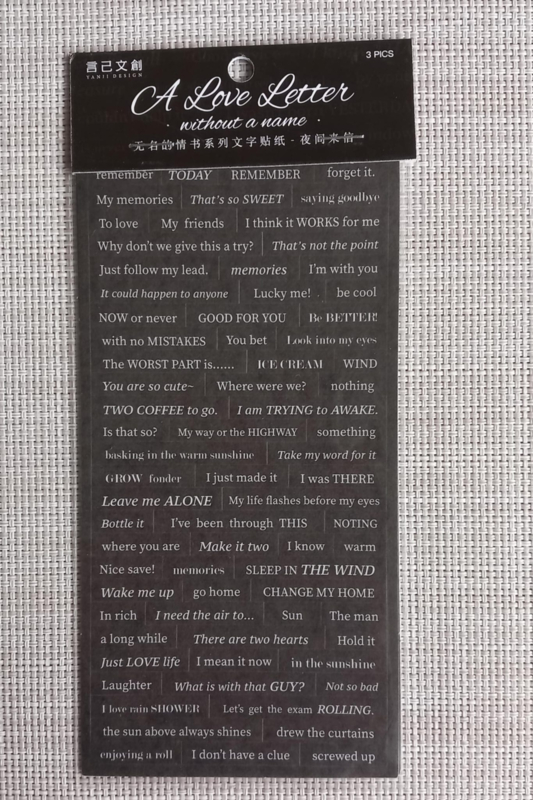 言己文創
YANJI DESIGN
3 PICS
A Love Letter
· without a name ·
无名的情书系列文字贴纸 - 夜间来信
remember TODAY REMEMBER forget it.
My memories That's so SWEET saying goodbye
To love My friends I think it WORKS for me
Why don't we give this a try? That's not the point
Just follow my lead. memories I'm with you
It could happen to anyone Lucky me! be cool
NOW or never GOOD FOR YOU Be BETTER!
with no MISTAKES You bet Look into my eyes
The WORST PART is…… ICE CREAM WIND
You are so cute~ Where were we? nothing
TWO COFFEE to go. I am TRYING to AWAKE.
Is that so? My way or the HIGHWAY something
basking in the warm sunshine Take my word for it
GROW fonder I just made it I was THERE
Leave me ALONE My life flashes before my eyes
Bottle it I've been through THIS NOTING
where you are Make it two I know warm
Nice save! memories SLEEP IN THE WIND
Wake me up go home CHANGE MY HOME
In rich I need the air to… Sun The man
a long while There are two hearts Hold it
Just LOVE life I mean it now in the sunshine
Laughter What is with that GUY? Not so bad
I love rain SHOWER Let's get the exam ROLLING.
the sun above always shines drew the curtains
enjoying a roll I don't have a clue screwed up